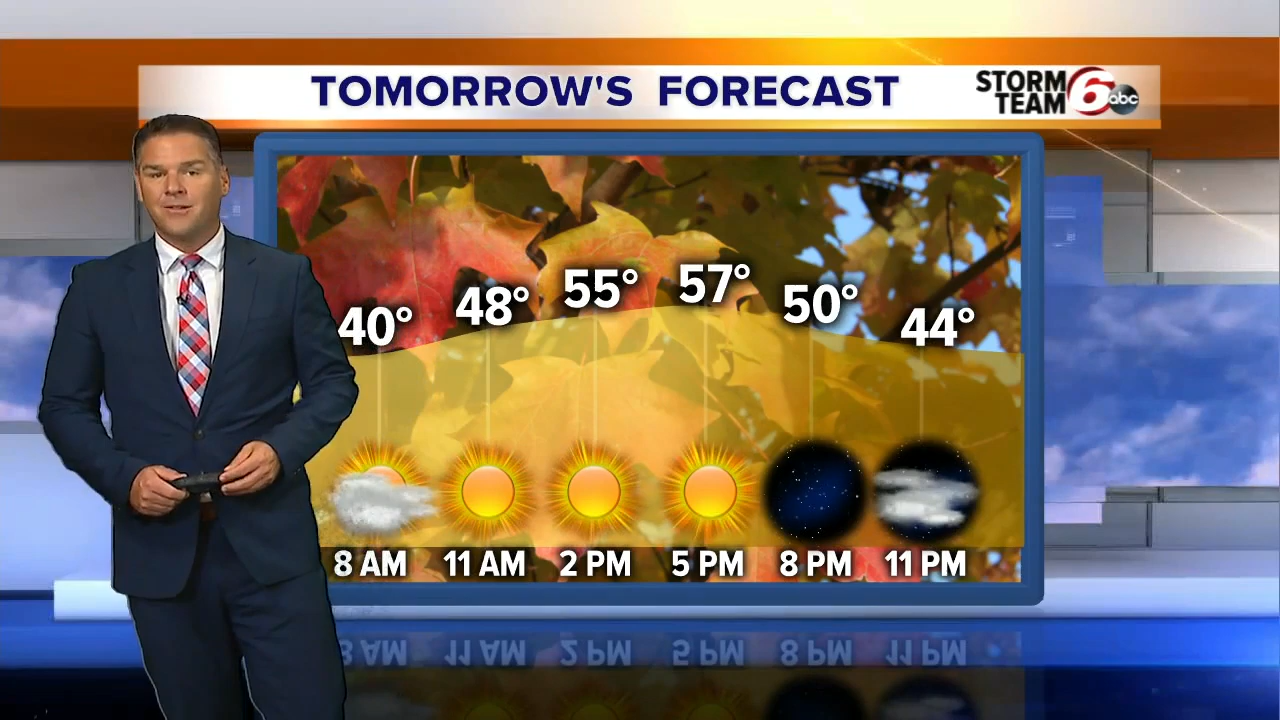 TOMORROW'S FORECAST
STORM
TEAM
6
abc
40° 48° 55° 57° 50° 44°
8 AM 11 AM 2 PM 5 PM 8 PM 11 PM